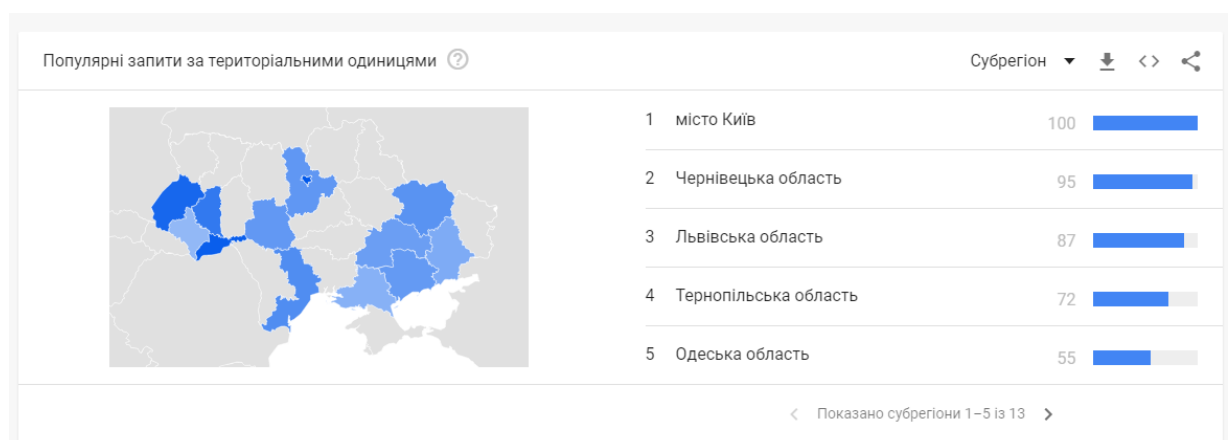 Популярні запити за територіальними одиницями ?
Субрегіон
1 місто Київ 100
2 Чернівецька область 95
3 Львівська область 87
4 Тернопільська область 72
5 Одеська область 55
Показано субрегіони 1–5 із 13